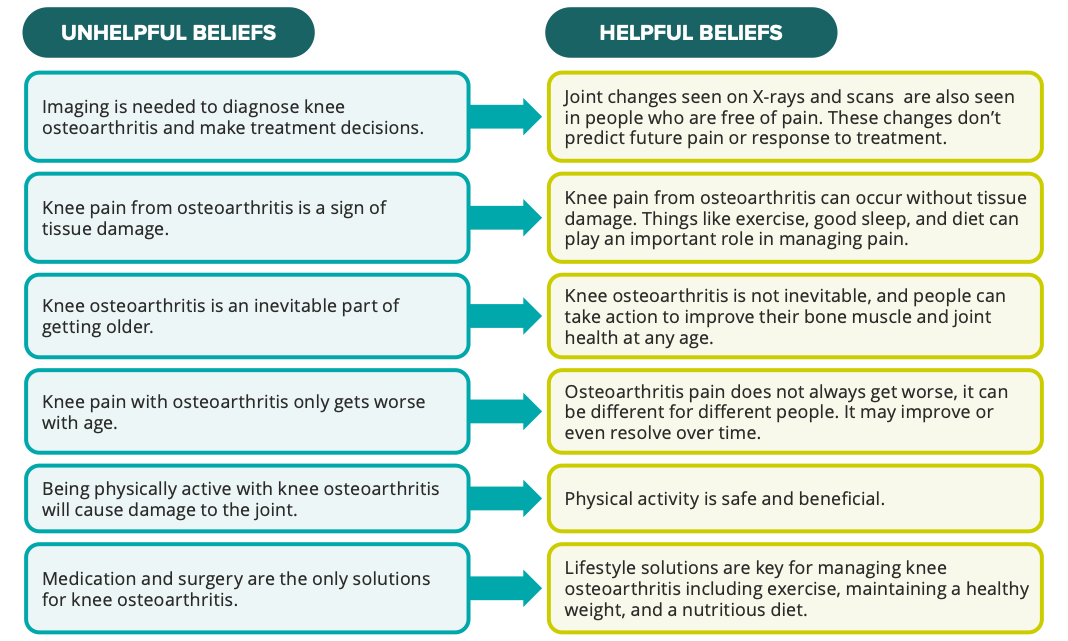 UNHELPFUL BELIEFS
HELPFUL BELIEFS
Imaging is needed to diagnose knee
osteoarthritis and make treatment decisions.
Joint changes seen on X-rays and scans  are also seen
in people who are free of pain. These changes don’t
predict future pain or response to treatment.
Knee pain from osteoarthritis is a sign of
tissue damage.
Knee pain from osteoarthritis can occur without tissue
damage. Things like exercise, good sleep, and diet can
play an important role in managing pain.
Knee osteoarthritis is an inevitable part of
getting older.
Knee osteoarthritis is not inevitable, and people can
take action to improve their bone muscle and joint
health at any age.
Knee pain with osteoarthritis only gets worse
with age.
Osteoarthritis pain does not always get worse, it can
be different for different people. It may improve or
even resolve over time.
Being physically active with knee osteoarthritis
will cause damage to the joint.
Physical activity is safe and beneficial.
Medication and surgery are the only solutions
for knee osteoarthritis.
Lifestyle solutions are key for managing knee
osteoarthritis including exercise, maintaining a healthy
weight, and a nutritious diet.